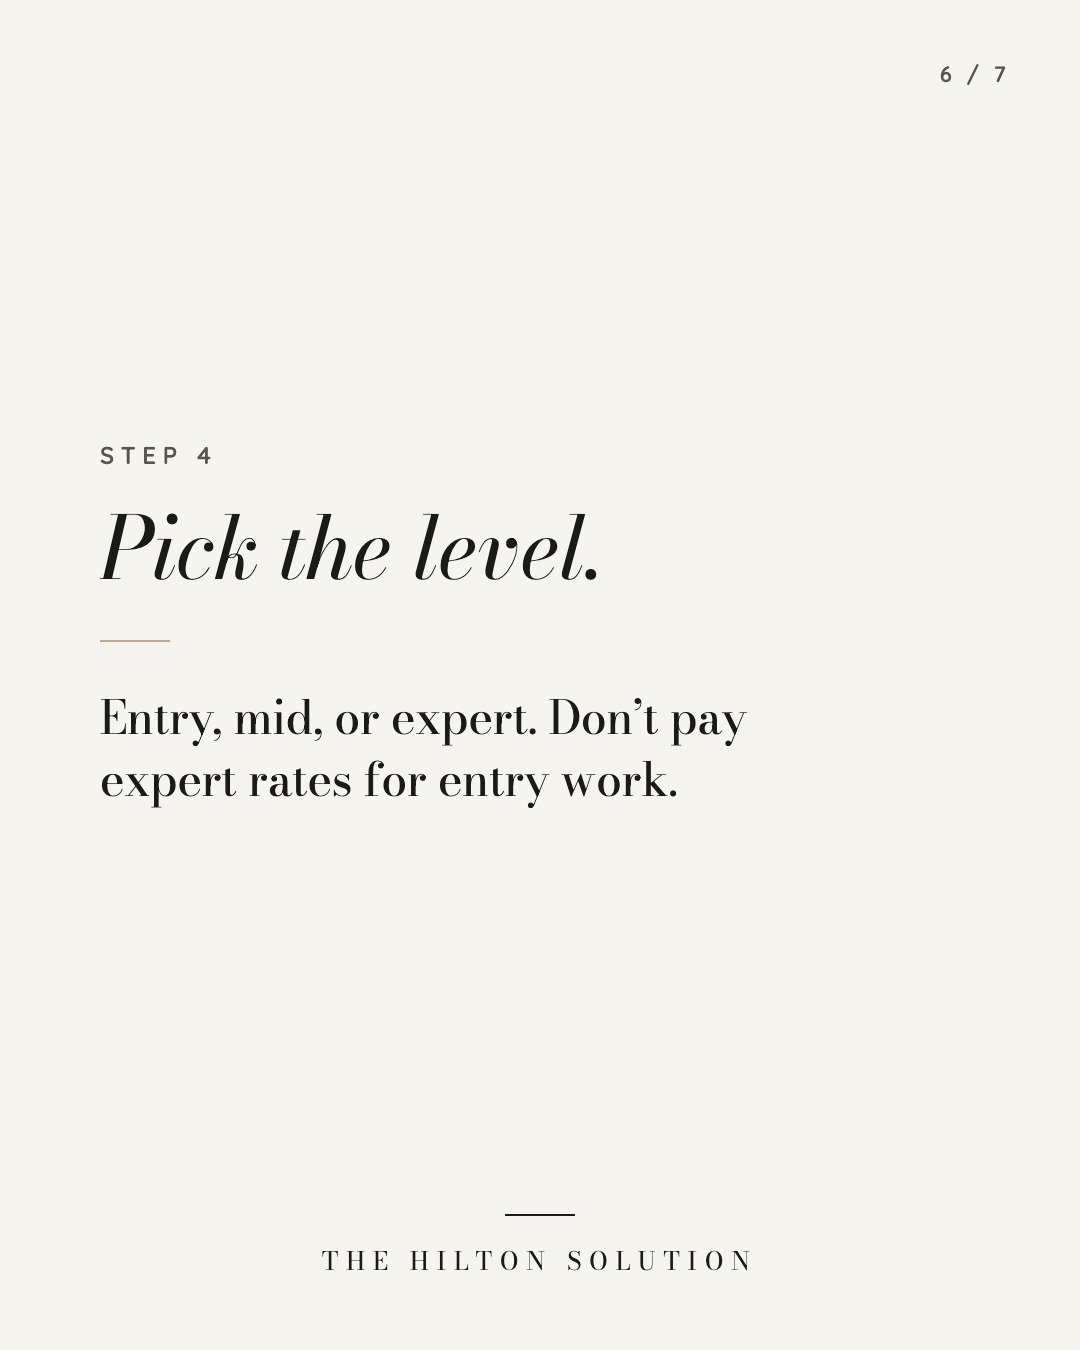 6 / 7
STEP 4
Pick the level.
Entry, mid, or expert. Don’t pay
expert rates for entry work.
THE HILTON SOLUTION